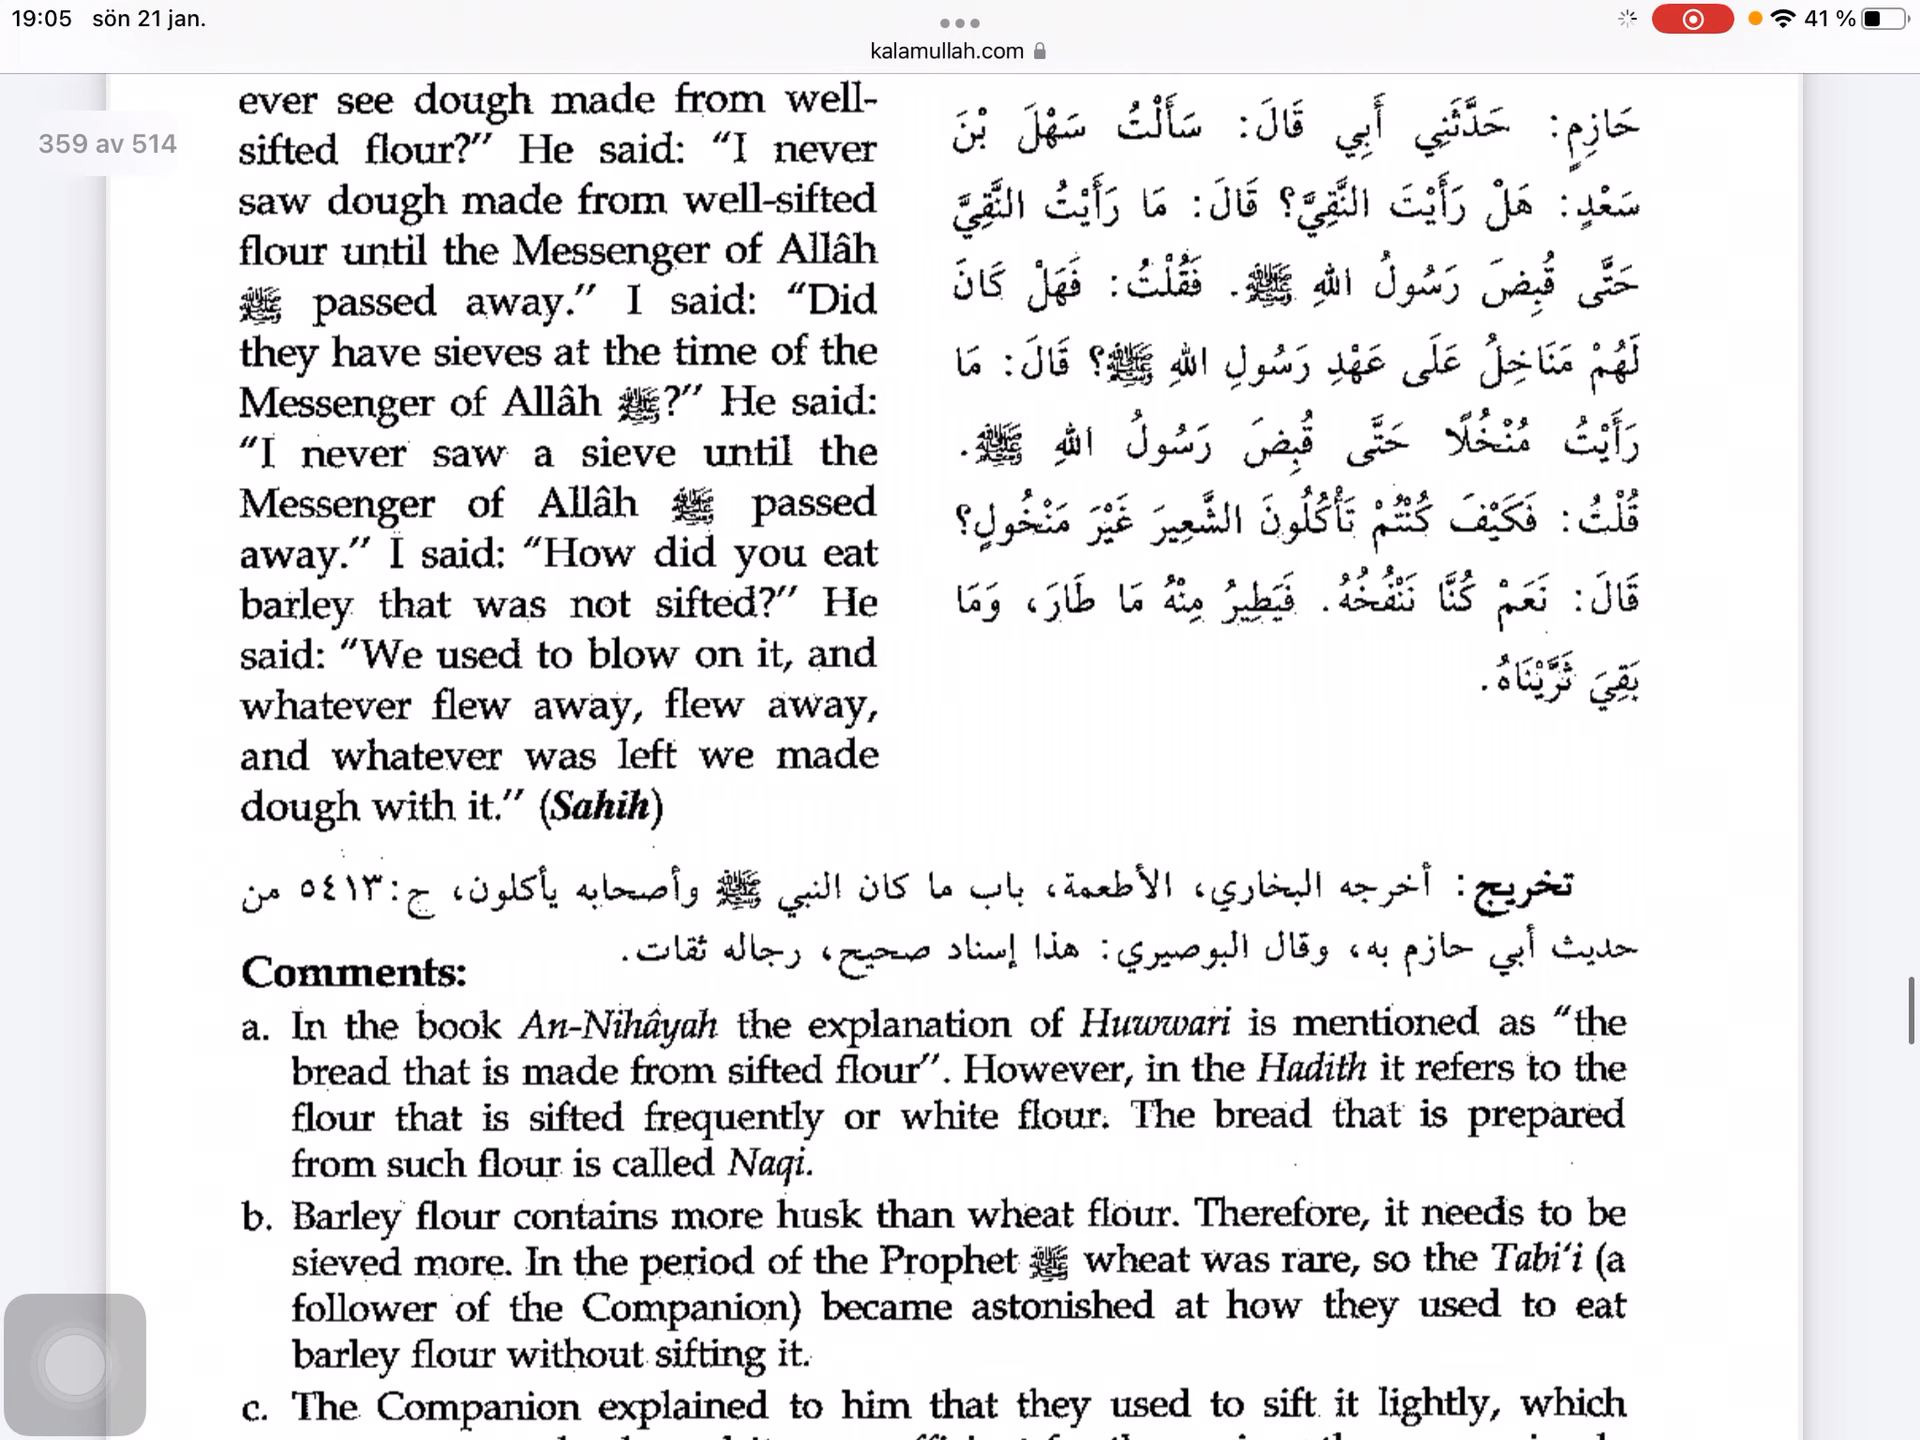 19:05 sön 21 jan.
41 %
kalamullah.com
359 av 514
ever see dough made from well-
sifted flour?” He said: “I never
saw dough made from well-sifted
flour until the Messenger of Allâh
ﷺ passed away.” I said: “Did
they have sieves at the time of the
Messenger of Allâh ﷺ?” He said:
“I never saw a sieve until the
Messenger of Allâh ﷺ passed
away.” I said: “How did you eat
barley that was not sifted?” He
said: “We used to blow on it, and
whatever flew away, flew away,
and whatever was left we made
dough with it.” (Sahih)
حَازِمٍ: حَدَّثَنِي أَبِي قَالَ: سَأَلْتُ سَهْلَ بْنَ
سَعْدٍ: هَلْ رَأَيْتَ النَّقِيَّ؟ قَالَ: مَا رَأَيْتُ النَّقِيَّ
حَتَّى قُبِضَ رَسُولُ اللهِ ﷺ. فَقُلْتُ: فَهَلْ كَانَ
لَهُمْ مَنَاخِلُ عَلَى عَهْدِ رَسُولِ اللهِ ﷺ؟ قَالَ: مَا
رَأَيْتُ مُنْخُلًا حَتَّى قُبِضَ رَسُولُ اللهِ ﷺ.
قُلْتُ: فَكَيْفَ كُنْتُمْ تَأْكُلُونَ الشَّعِيرَ غَيْرَ مَنْخُولٍ؟
قَالَ: نَعَمْ كُنَّا نَنْفُخُهُ. فَيَطِيرُ مِنْهُ مَا طَارَ، وَمَا
بَقِيَ ثَرَّيْنَاهُ.
تخريج: أخرجه البخاري، الأطعمة، باب ما كان النبي ﷺ وأصحابه يأكلون، ح:٥٤١٣ من
حديث أبي حازم به، وقال البوصيري: هذا إسناد صحيح، رجاله ثقات.
Comments:
a. In the book An-Nihâyah the explanation of Huwwari is mentioned as “the
bread that is made from sifted flour”. However, in the Hadith it refers to the
flour that is sifted frequently or white flour. The bread that is prepared
from such flour is called Naqi.
b. Barley flour contains more husk than wheat flour. Therefore, it needs to be
sieved more. In the period of the Prophet ﷺ wheat was rare, so the Tabi‘i (a
follower of the Companion) became astonished at how they used to eat
barley flour without sifting it.
c. The Companion explained to him that they used to sift it lightly, which